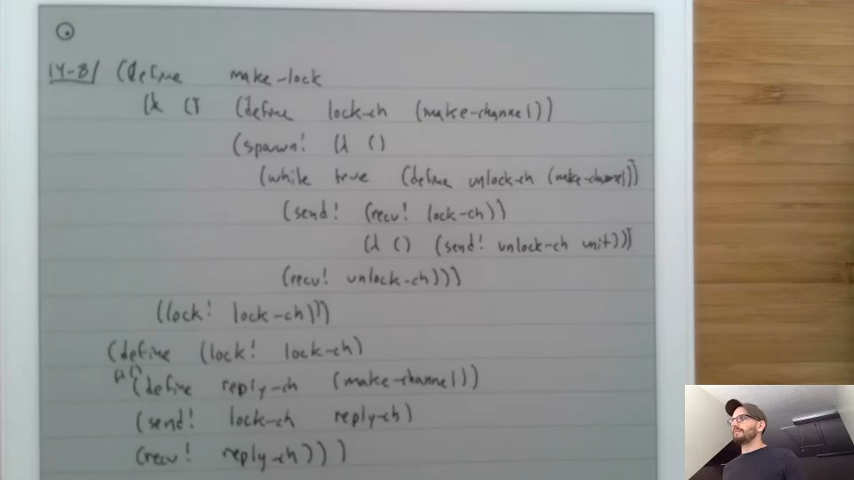 14-8/ (define make-lock
(λ () (define lock-ch (make-channel))
(spawn! (λ ()
(while true (define unlock-ch (make-channel))
(send! (recv! lock-ch))
(λ () (send! unlock-ch unit)))
(recv! unlock-ch)))
(lock! lock-ch)))
(define (lock! lock-ch)
(define reply-ch (make-channel))
(send! lock-ch reply-ch)
(recv! reply-ch)))